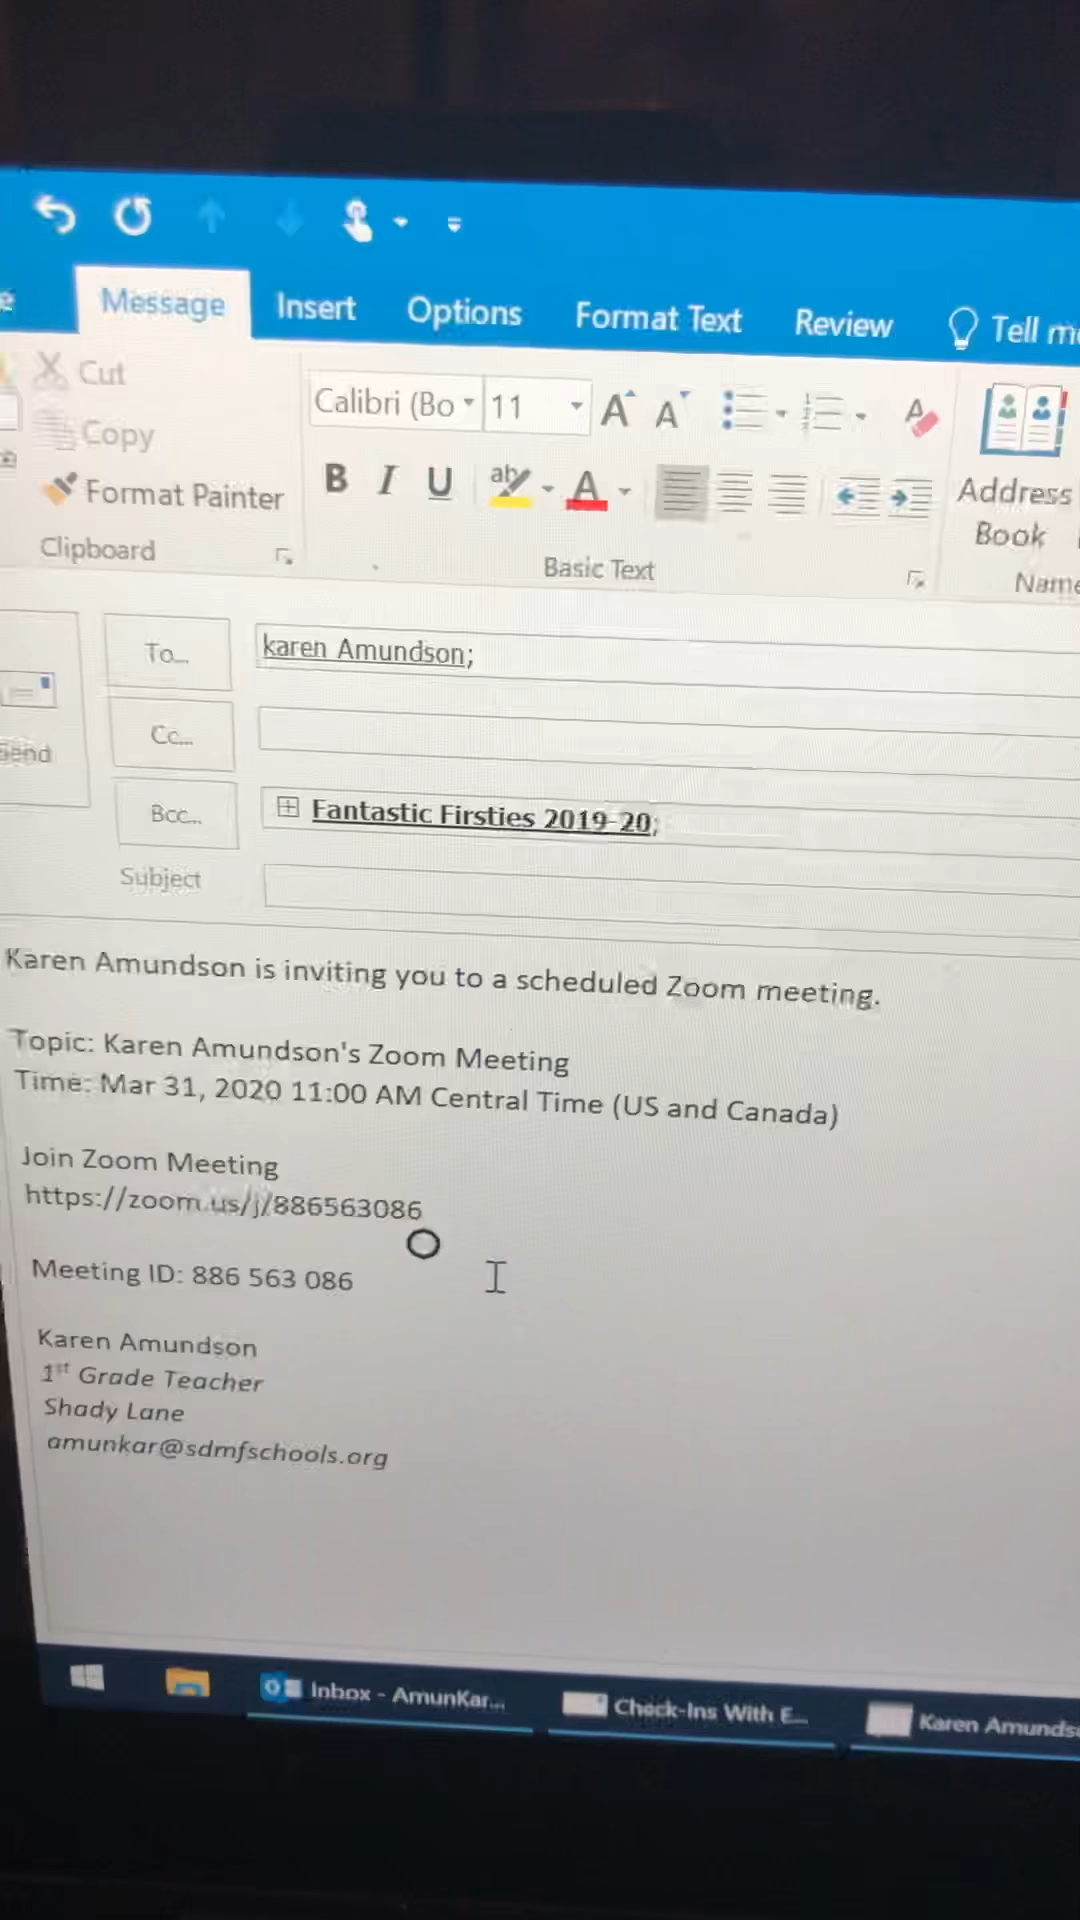 Message Insert Options Format Text Review Tell me
Cut
Copy
Format Painter
Clipboard
Calibri (Bo 11
B I U
Basic Text
Address
Book
To...
karen Amundson;
Cc...
Send
Bcc...
Fantastic Firsties 2019-20;
Subject
Karen Amundson is inviting you to a scheduled Zoom meeting.
Topic: Karen Amundson's Zoom Meeting
Time: Mar 31, 2020 11:00 AM Central Time (US and Canada)
Join Zoom Meeting
https://zoom.us/j/886563086
Meeting ID: 886 563 086
Karen Amundson
1st Grade Teacher
Shady Lane
amunkar@sdmfschools.org
Inbox - AmunKar...
Check-Ins With E...
Karen Amunds